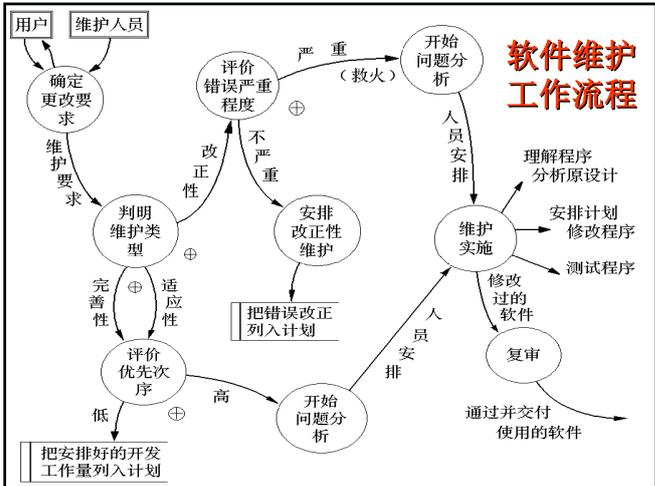 用户
维护人员
软件维护
工作流程
确定
更改要
求
维护要求
判明
维护类
型
改正性
评价
错误严重
程度
严重
（救火）
开始
问题分
析
不严重
安排
改正性
维护
把错误改正
列入计划
人员安排
维护
实施
理解程序
分析原设计
安排计划
修改程序
测试程序
修改
过的
软件
复审
通过并交付
使用的软件
完善性
适应性
评价
优先次
序
高
开始
问题分
析
人员安排
低
把安排好的开发
工作量列入计划